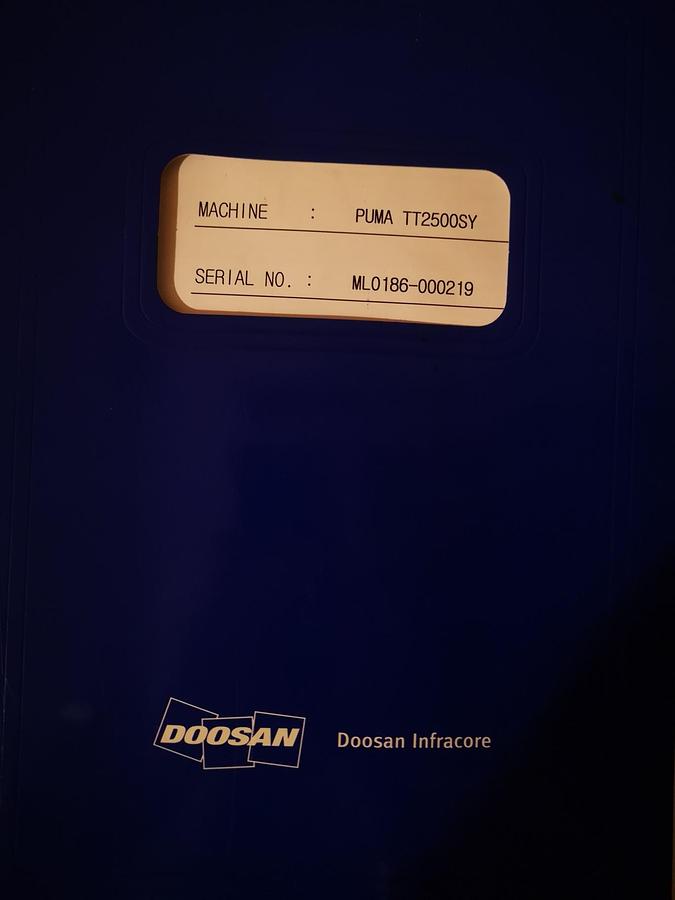 MACHINE : PUMA TT2500SY
SERIAL NO. : ML0186-000219
DOOSAN Doosan Infracore